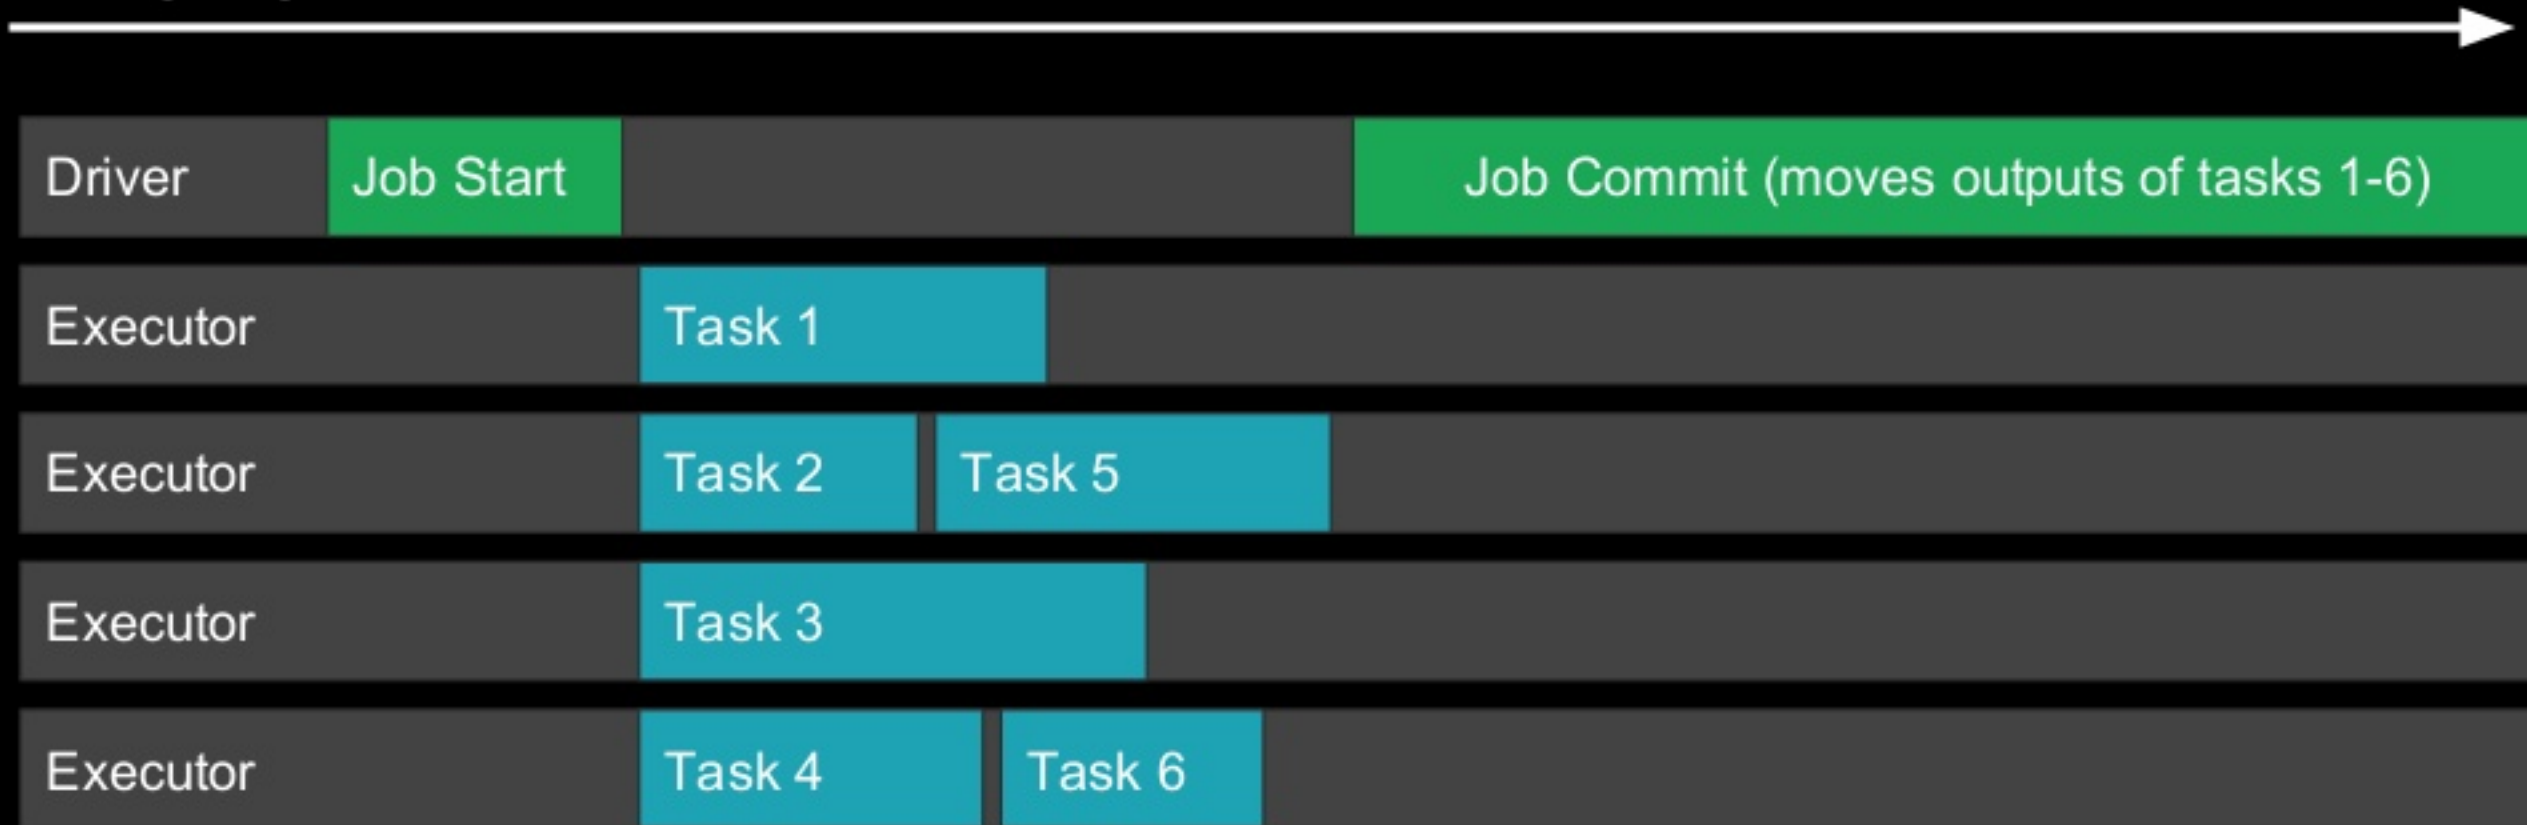 Driver Job Start Job Commit (moves outputs of tasks 1-6)
Executor Task 1
Executor Task 2 Task 5
Executor Task 3
Executor Task 4 Task 6